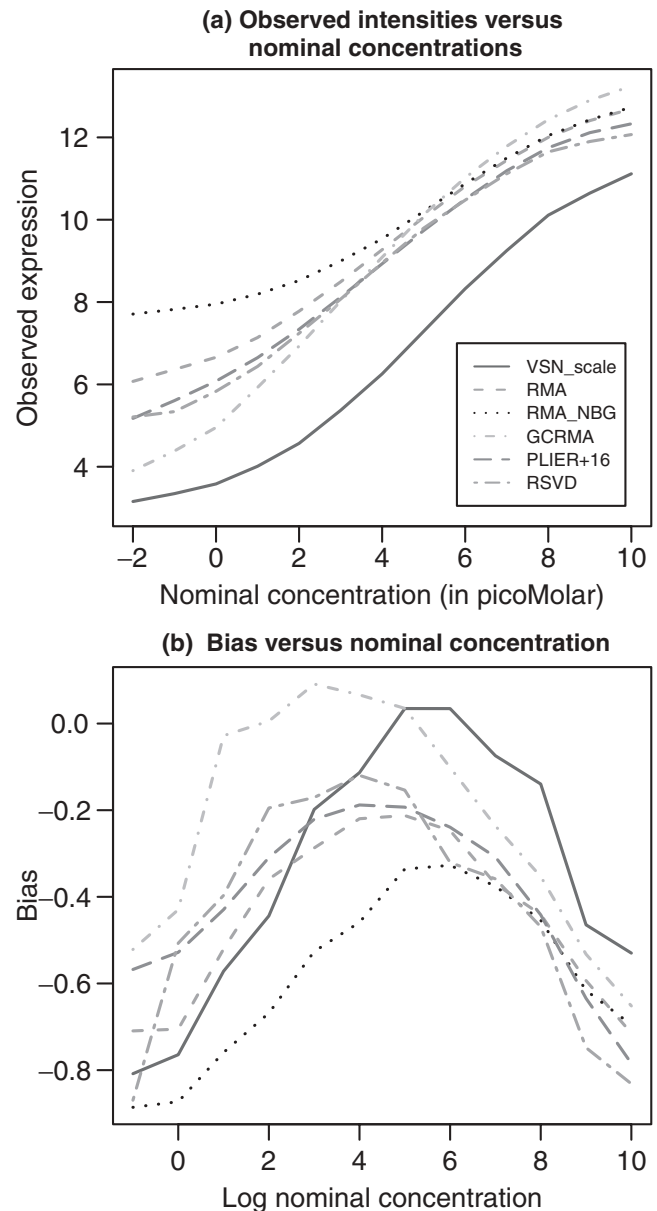 (a) Observed intensities versus
nominal concentrations
Observed expression
12
10
8
6
4
VSN_scale
RMA
RMA_NBG
GCRMA
PLIER+16
RSVD
−2 0 2 4 6 8 10
Nominal concentration (in picoMolar)
(b) Bias versus nominal concentration
Bias
0.0
−0.2
−0.4
−0.6
−0.8
0 2 4 6 8 10
Log nominal concentration